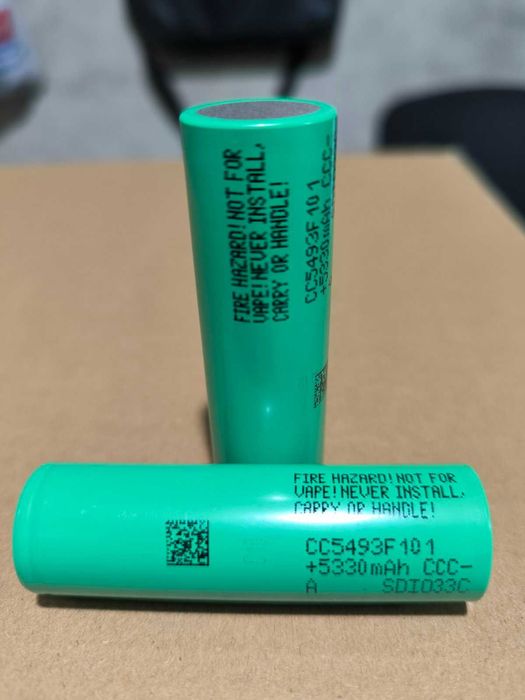 FIRE HAZARD! NOT FOR
VAPE! NEVER INSTALL,
CARRY OR HANDLE!
CC5493F101
+5330mAh CCC-
FIRE HAZARD! NOT FOR
VAPE! NEVER INSTALL,
CARRY OR HANDLE!
CC5493F101
+5330mAh CCC-
A SDI033C